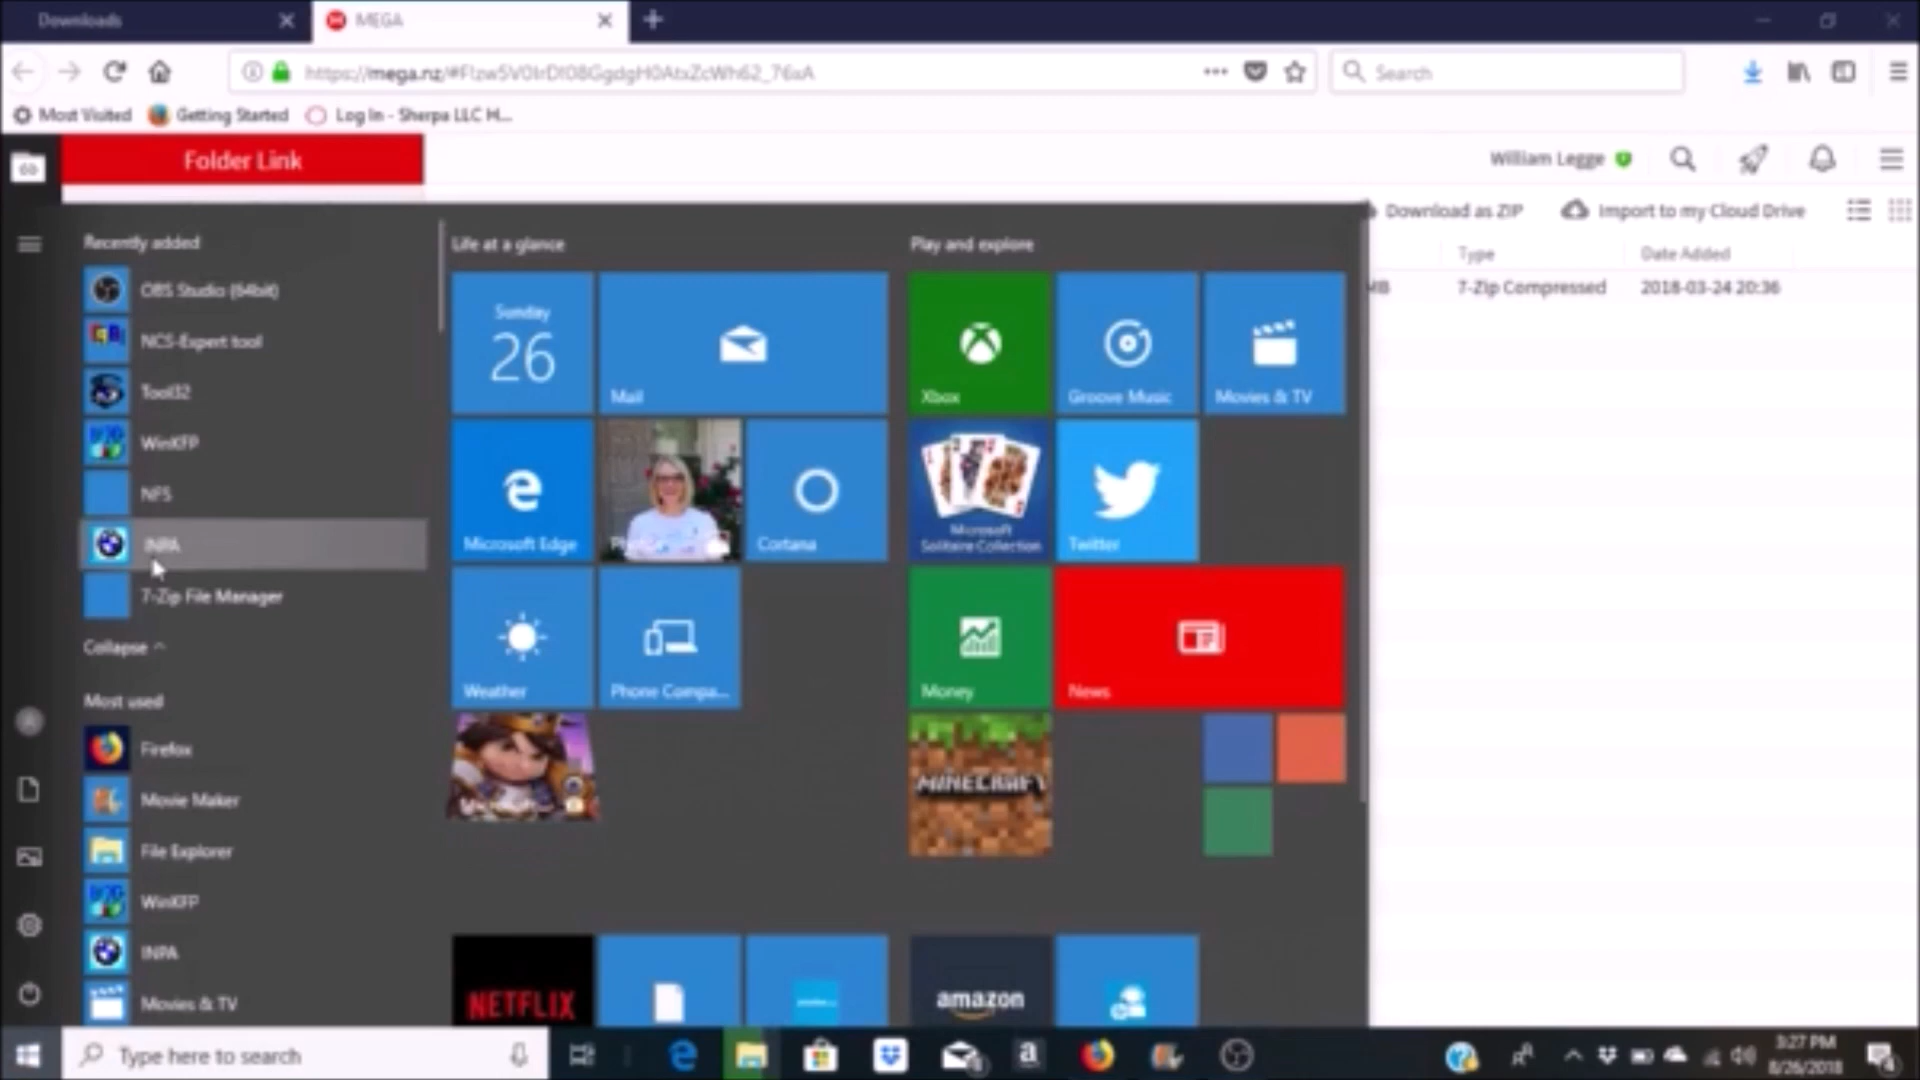 Downloads
MEGA
Search
Most Visited
Getting Started
Log In - Sherpa LLC H...
Folder Link
William Legge
Download as ZIP
Import to my Cloud Drive
Type
Date Added
MB
7-Zip Compressed
2018-03-24 20:36
Recently added
OBS Studio (64bit)
NCS-Expert tool
Tool32
WinKFP
NFS
INPA
7-Zip File Manager
Collapse
Most used
Firefox
Movie Maker
File Explorer
WinKFP
INPA
Movies & TV
Life at a glance
Sunday
26
Mail
Microsoft Edge
Cortana
Weather
Phone Compa...
NETFLIX
Play and explore
Xbox
Groove Music
Movies & TV
Microsoft
Solitaire Collection
Twitter
Money
News
MINECRAFT
amazon
Type here to search
3:27 PM
8/26/2018